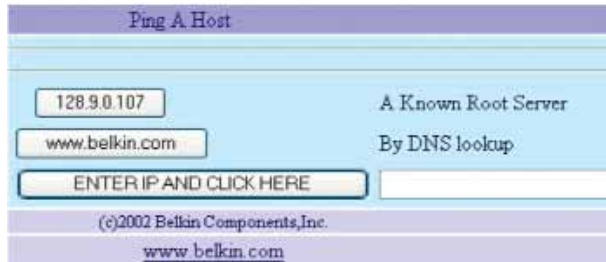 Ping A Host
128.9.0.107 A Known Root Server
www.belkin.com By DNS lookup
ENTER IP AND CLICK HERE
(c)2002 Belkin Components,Inc.
www.belkin.com